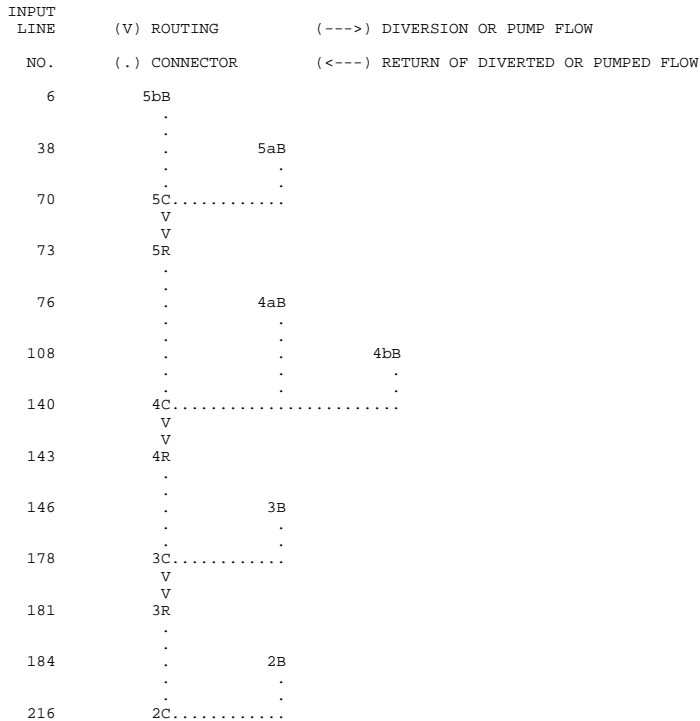 INPUT
LINE (V) ROUTING (--->) DIVERSION OR PUMP FLOW
NO. (.) CONNECTOR (<---) RETURN OF DIVERTED OR PUMPED FLOW
6 5bB
.
.
38 . 5aB
. .
. .
70 5C............
V
V
73 5R
.
.
76 . 4aB
. .
. .
108 . . 4bB
. . .
. . .
140 4C........................
V
V
143 4R
.
.
146 . 3B
. .
. .
178 3C............
V
V
181 3R
.
.
184 . 2B
. .
. .
216 2C............